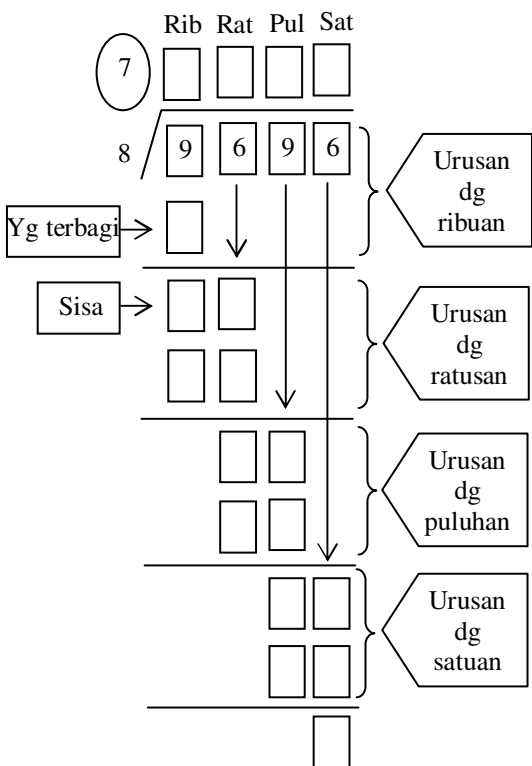 Rib Rat Pul Sat
7
8 9 6 9 6
Urusan
dg
ribuan
Yg terbagi
Sisa
Urusan
dg
ratusan
Urusan
dg
puluhan
Urusan
dg
satuan